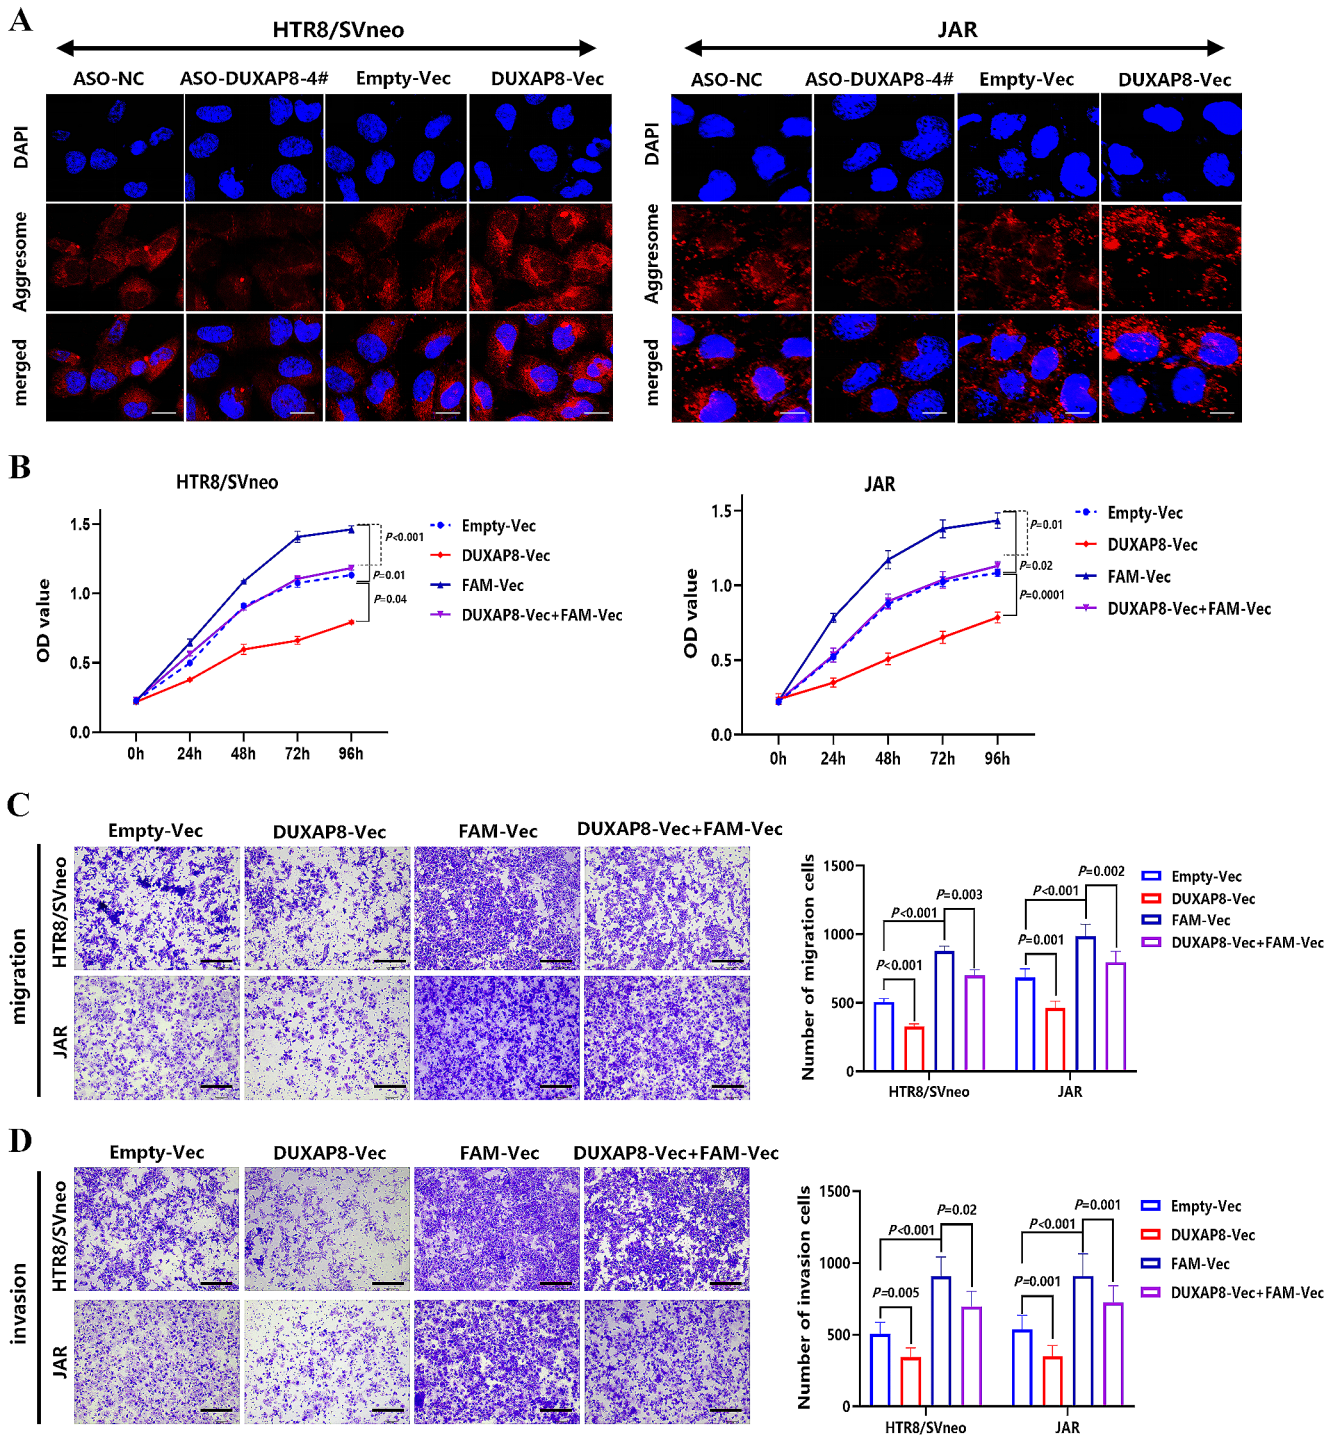 A
HTR8/SVneo
JAR
ASO-NC
ASO-DUXAP8-4#
Empty-Vec
DUXAP8-Vec
ASO-NC
ASO-DUXAP8-4#
Empty-Vec
DUXAP8-Vec
DAPI
Aggresome
merged
DAPI
Aggresome
merged
B
HTR8/SVneo
OD value
1.5
1.0
0.5
0.0
0h
24h
48h
72h
96h
P<0.001
P=0.01
P=0.04
Empty-Vec
DUXAP8-Vec
FAM-Vec
DUXAP8-Vec+FAM-Vec
JAR
OD value
1.5
1.0
0.5
0.0
0h
24h
48h
72h
96h
P=0.01
P=0.02
P=0.0001
Empty-Vec
DUXAP8-Vec
FAM-Vec
DUXAP8-Vec+FAM-Vec
C
Empty-Vec
DUXAP8-Vec
FAM-Vec
DUXAP8-Vec+FAM-Vec
migration
HTR8/SVneo
JAR
Number of migration cells
1500
1000
500
0
P<0.001
P<0.001
P=0.003
P=0.001
P<0.001
P=0.002
HTR8/SVneo
JAR
Empty-Vec
DUXAP8-Vec
FAM-Vec
DUXAP8-Vec+FAM-Vec
D
Empty-Vec
DUXAP8-Vec
FAM-Vec
DUXAP8-Vec+FAM-Vec
invasion
HTR8/SVneo
JAR
Number of invasion cells
1500
1000
500
0
P=0.005
P<0.001
P=0.02
P=0.001
P<0.001
P=0.001
HTR8/SVneo
JAR
Empty-Vec
DUXAP8-Vec
FAM-Vec
DUXAP8-Vec+FAM-Vec